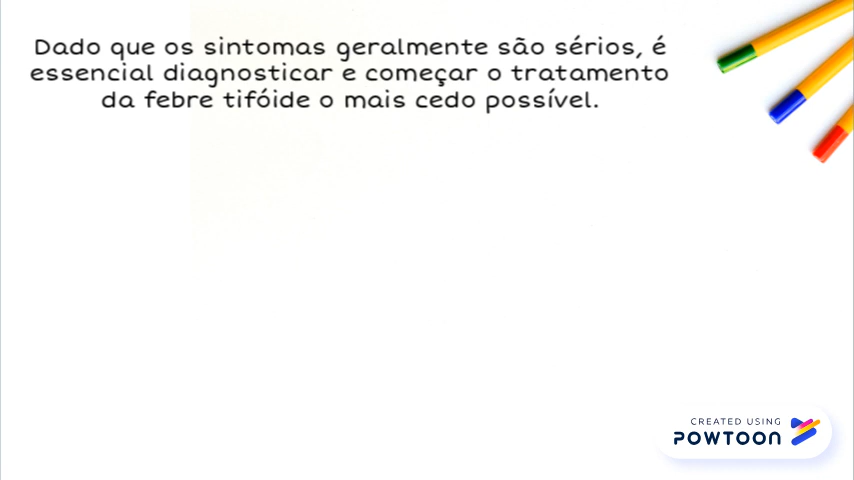 Dado que os sintomas geralmente são sérios, é
essencial diagnosticar e começar o tratamento
da febre tifóide o mais cedo possível.
CREATED USING
POWTOON